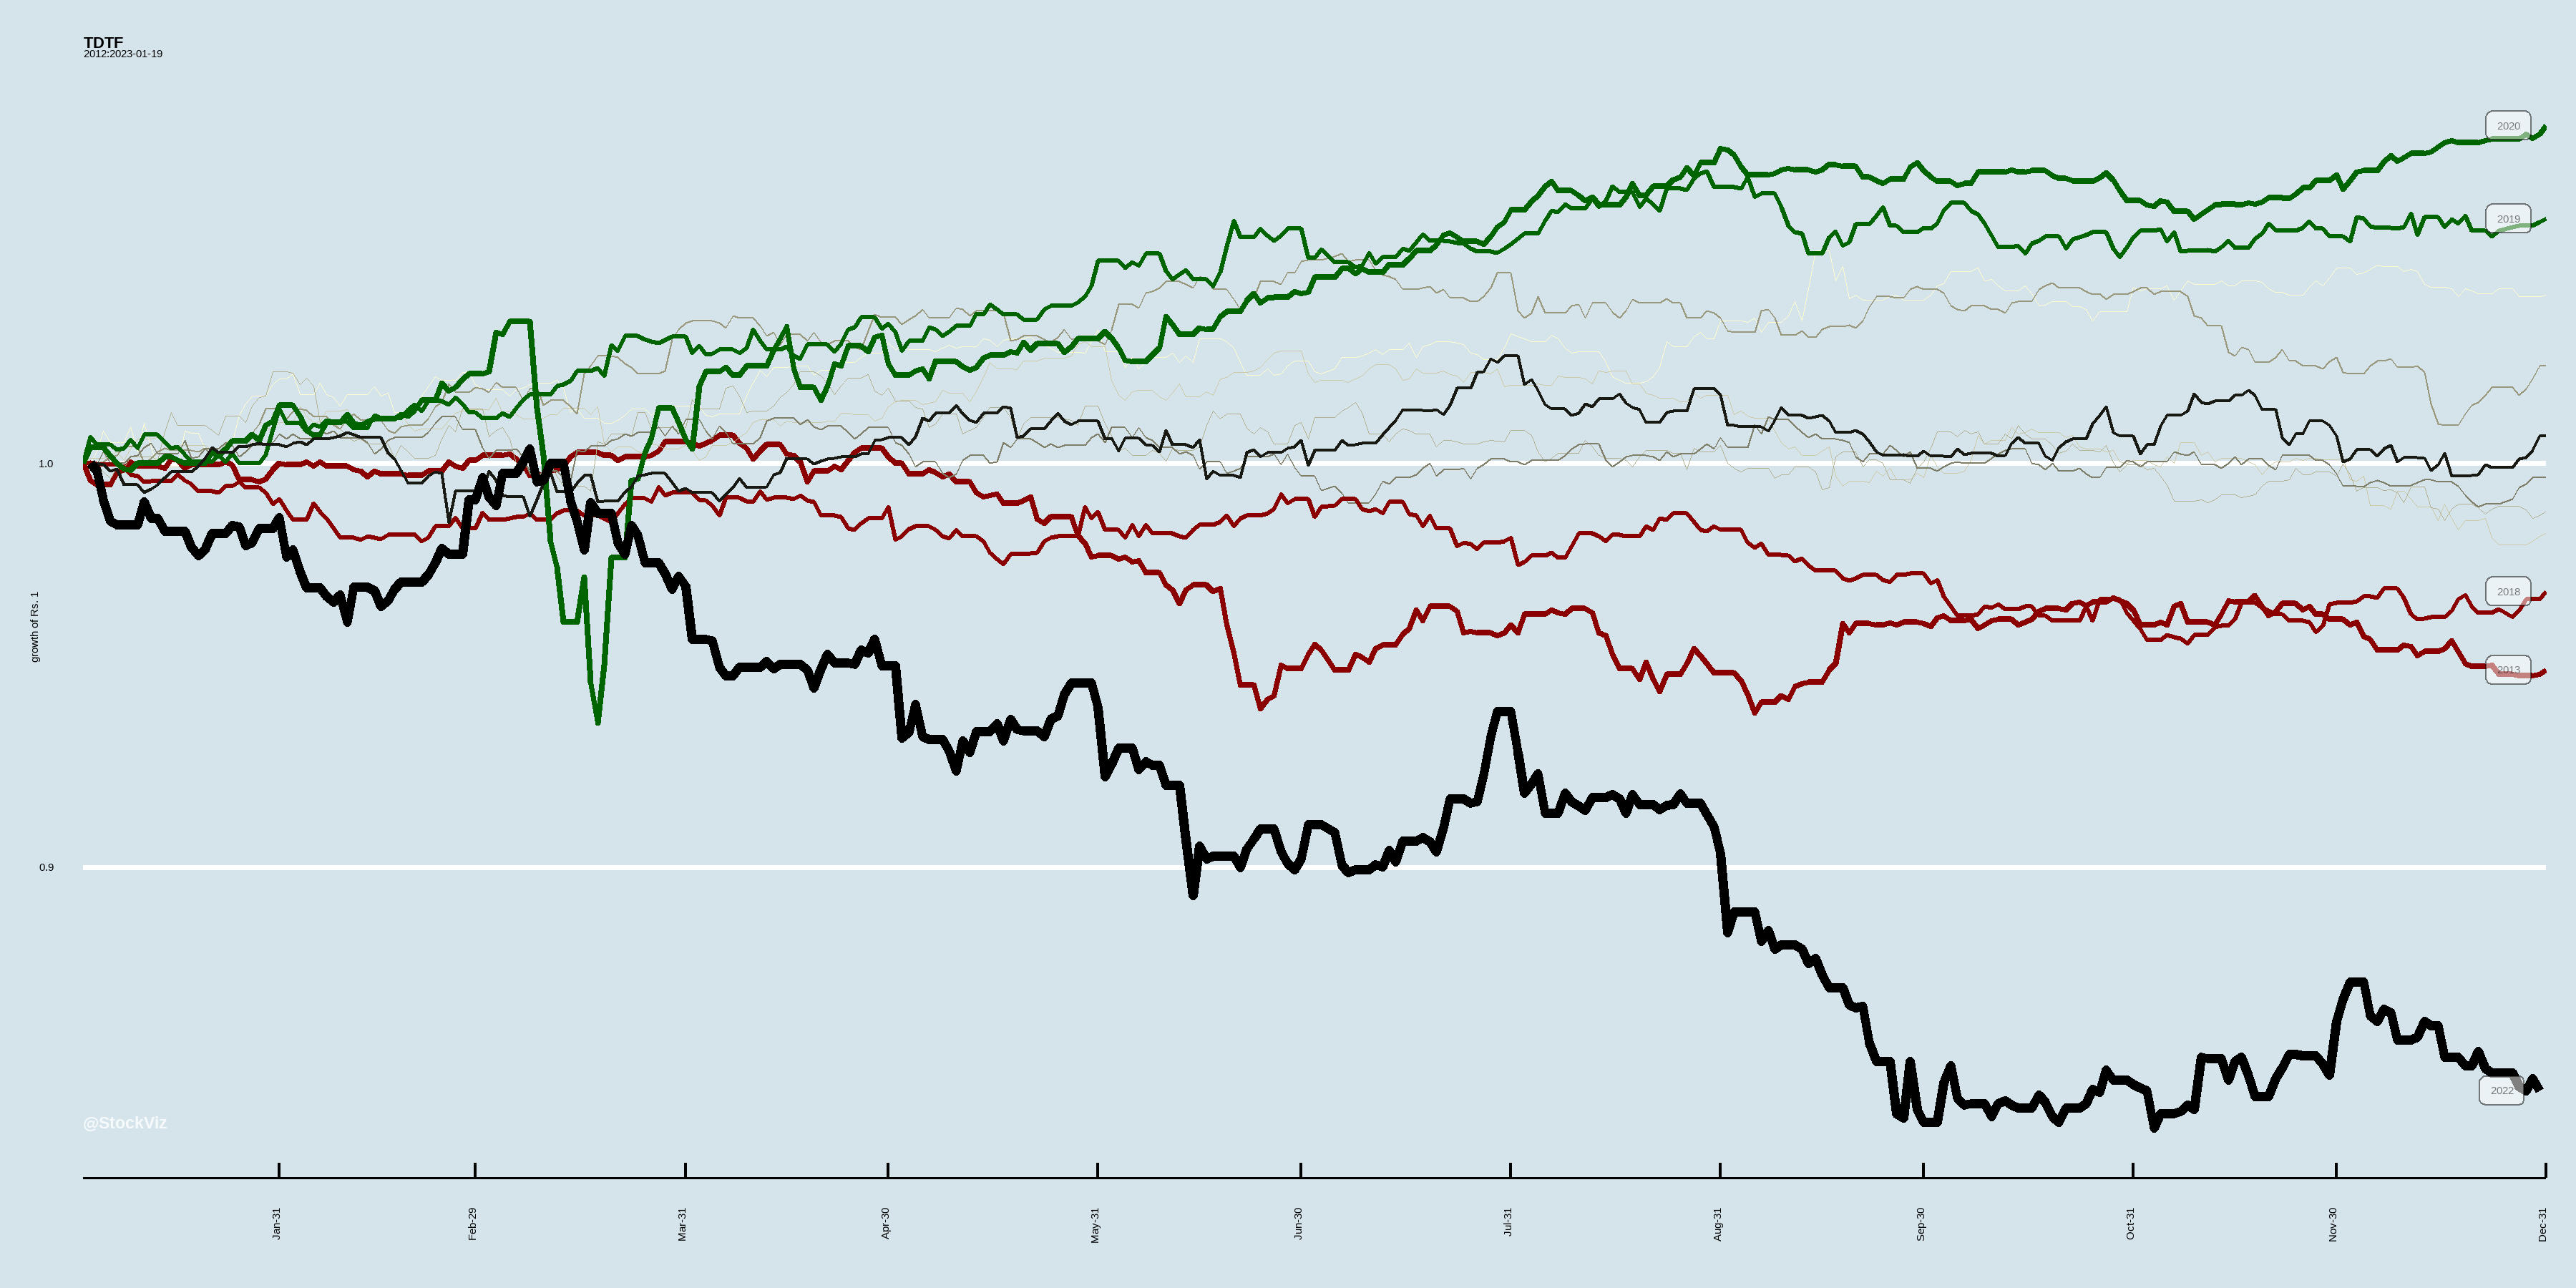 TDTF
2012:2023-01-19
2020
2019
1.0
2018
growth of Rs. 1
2013
0.9
2022
@StockViz
Jan-31
Feb-29
Mar-31
Apr-30
May-31
Jun-30
Jul-31
Aug-31
Sep-30
Oct-31
Nov-30
Dec-31